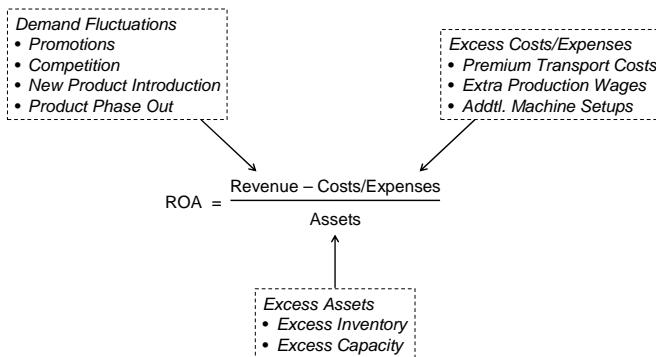 Demand Fluctuations
• Promotions
• Competition
• New Product Introduction
• Product Phase Out
Excess Costs/Expenses
• Premium Transport Costs
• Extra Production Wages
• Addtl. Machine Setups
Revenue – Costs/Expenses
ROA =
Assets
Excess Assets
• Excess Inventory
• Excess Capacity